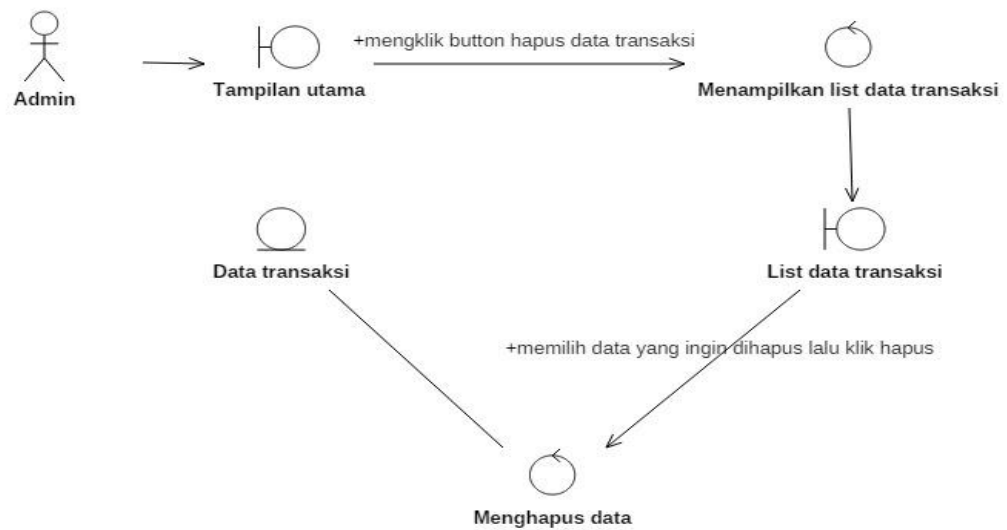 +mengklik button hapus data transaksi
Admin
Tampilan utama
Menampilkan list data transaksi
Data transaksi
List data transaksi
+memilih data yang ingin dihapus lalu klik hapus
Menghapus data